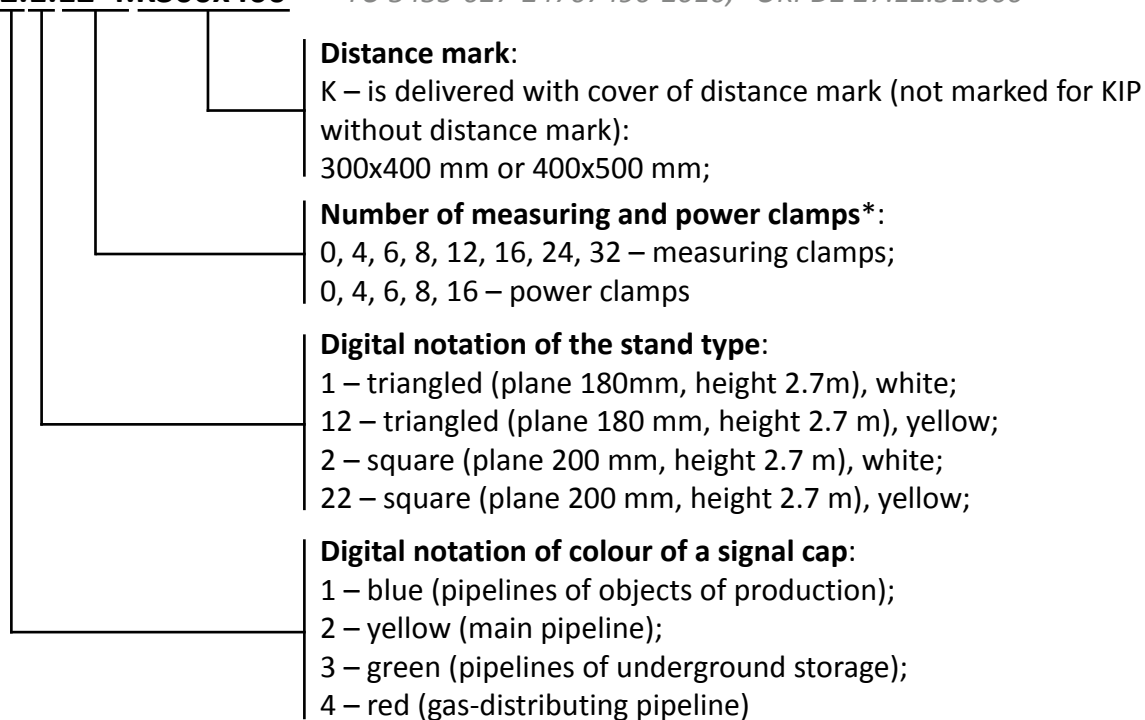 Distance mark:
K – is delivered with cover of distance mark (not marked for KIP
without distance mark):
300x400 mm or 400x500 mm;
Number of measuring and power clamps*:
0, 4, 6, 8, 12, 16, 24, 32 – measuring clamps;
0, 4, 6, 8, 16 – power clamps
Digital notation of the stand type:
1 – triangled (plane 180mm, height 2.7m), white;
12 – triangled (plane 180 mm, height 2.7 m), yellow;
2 – square (plane 200 mm, height 2.7 m), white;
22 – square (plane 200 mm, height 2.7 m), yellow;
Digital notation of colour of a signal cap:
1 – blue (pipelines of objects of production);
2 – yellow (main pipeline);
3 – green (pipelines of underground storage);
4 – red (gas-distributing pipeline)